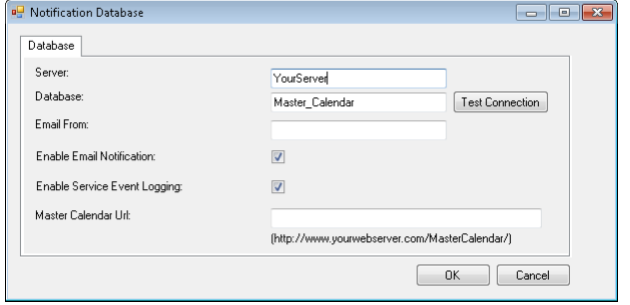 Notification Database
Database
Server: YourServer
Database: Master_Calendar Test Connection
Email From:
Enable Email Notification:
Enable Service Event Logging:
Master Calendar Url:
(http://www.yourwebserver.com/MasterCalendar/)
OK Cancel